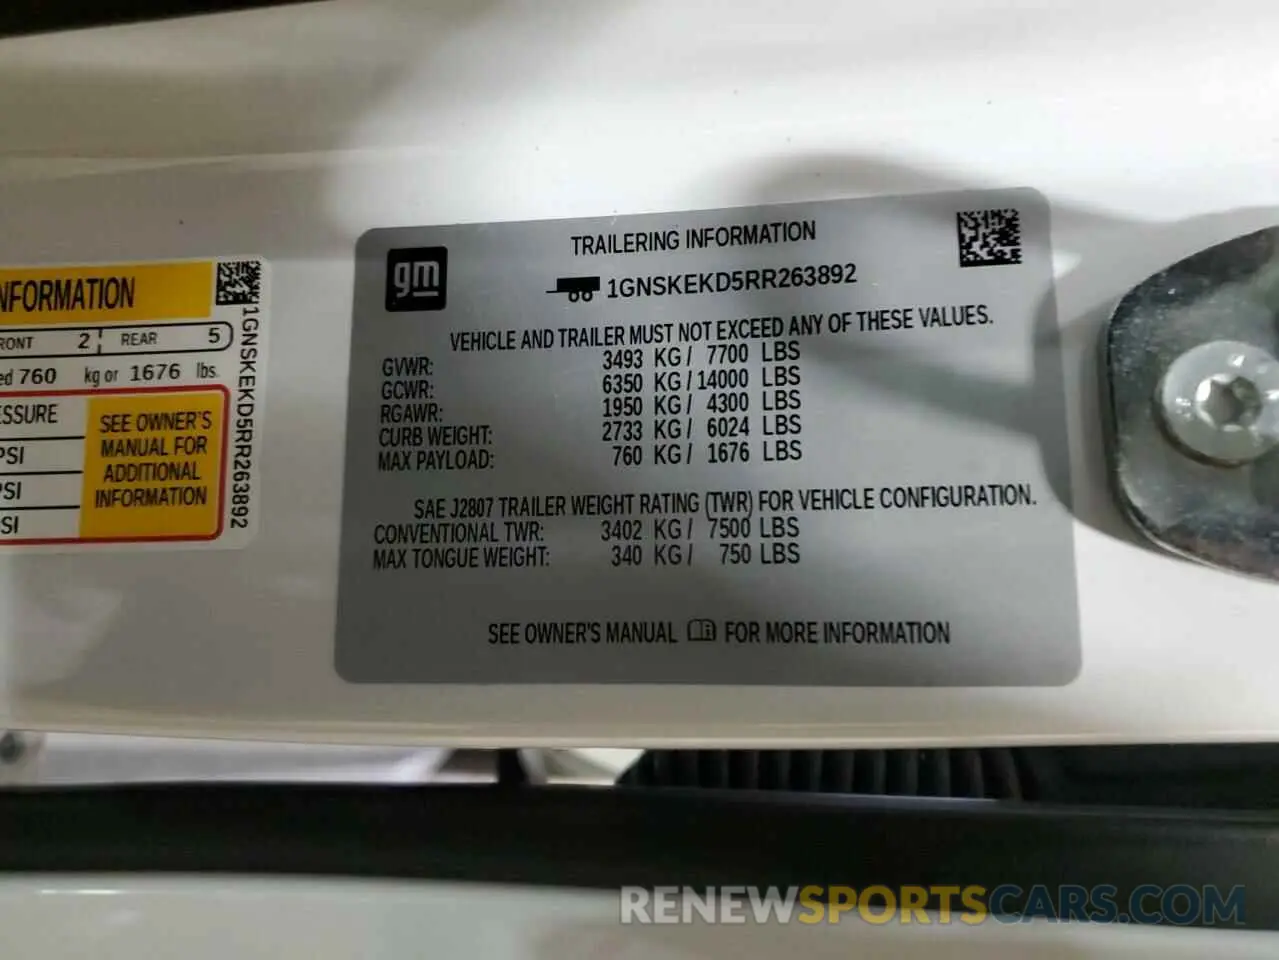 NFORMATION
RONT 2 REAR 5
ed 760 kg or 1676 lbs.
ESSURE
PSI
PSI
SI
SEE OWNER'S
MANUAL FOR
ADDITIONAL
INFORMATION
1GNSKEKD5RR263892
gm
TRAILERING INFORMATION
1GNSKEKD5RR263892
VEHICLE AND TRAILER MUST NOT EXCEED ANY OF THESE VALUES.
GVWR: 3493 KG / 7700 LBS
GCWR: 6350 KG / 14000 LBS
RGAWR: 1950 KG / 4300 LBS
CURB WEIGHT: 2733 KG / 6024 LBS
MAX PAYLOAD: 760 KG / 1676 LBS
SAE J2807 TRAILER WEIGHT RATING (TWR) FOR VEHICLE CONFIGURATION.
CONVENTIONAL TWR: 3402 KG / 7500 LBS
MAX TONGUE WEIGHT: 340 KG / 750 LBS
SEE OWNER'S MANUAL FOR MORE INFORMATION
RENEWSPORTSCARS.COM